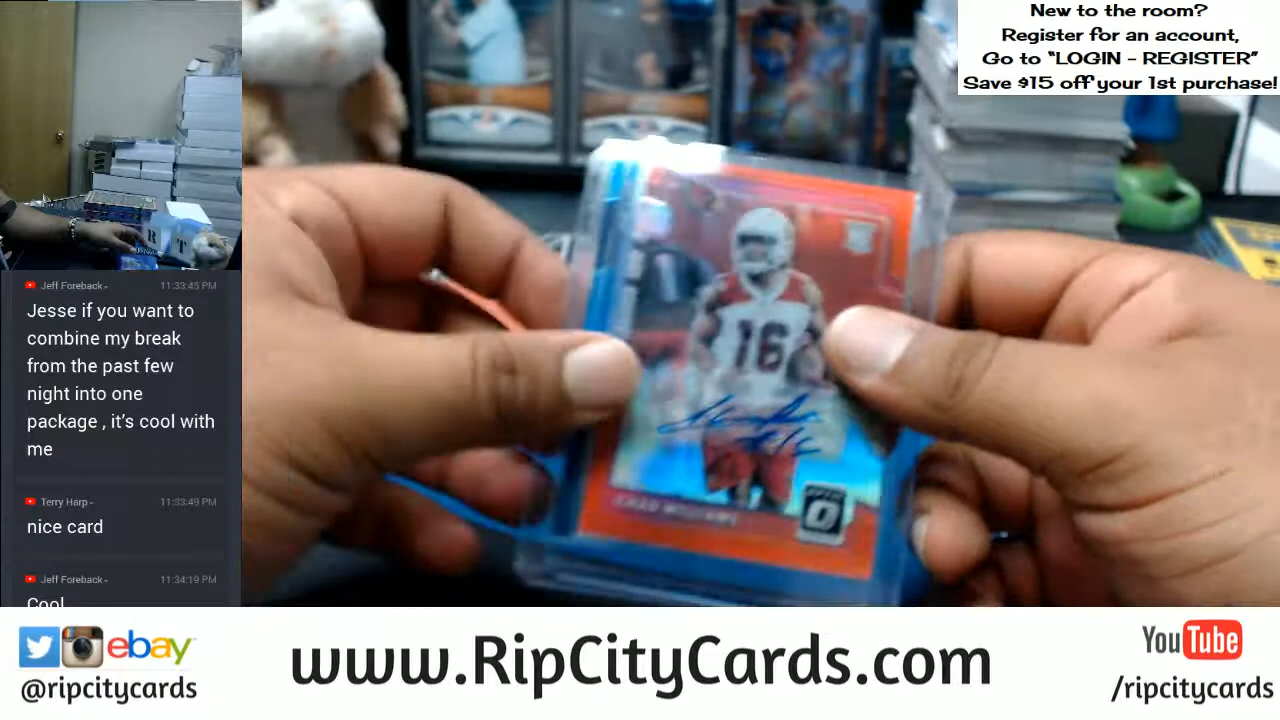 New to the room?
Register for an account,
Go to “LOGIN - REGISTER”
Save $15 off your 1st purchase!
Jeff Foreback
11:33:45 PM
Jesse if you want to
combine my break
from the past few
night into one
package , it’s cool with
me
Terry Harp
11:33:49 PM
nice card
Jeff Foreback
11:34:19 PM
Cool
16
CHAD WILLIAMS
ebay
@ripcitycards
www.RipCityCards.com
YouTube
/ripcitycards